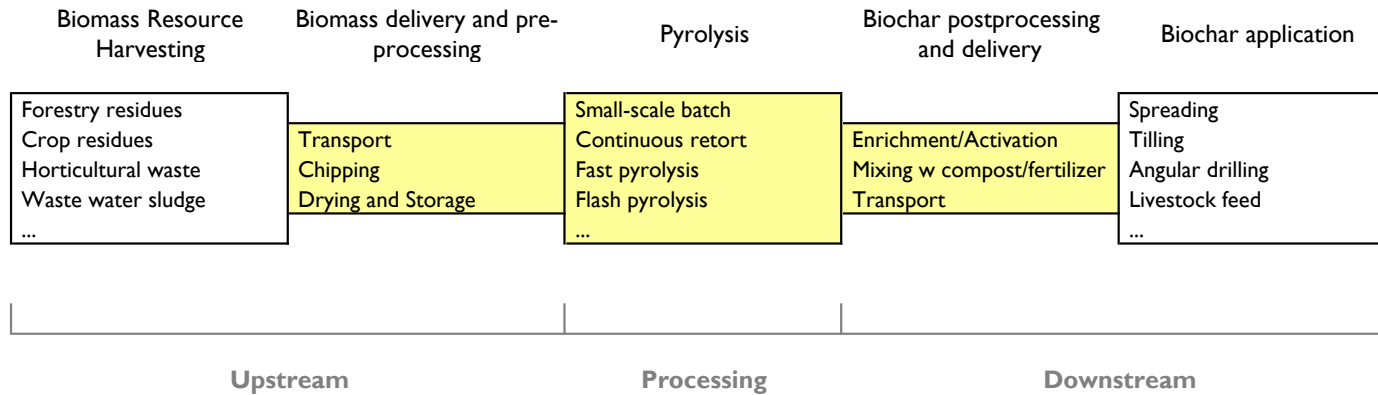 Biomass Resource
Harvesting
Biomass delivery and pre-
processing
Pyrolysis
Biochar postprocessing
and delivery
Biochar application
Forestry residues
Crop residues
Horticultural waste
Waste water sludge
...
Transport
Chipping
Drying and Storage
Small-scale batch
Continuous retort
Fast pyrolysis
Flash pyrolysis
...
Enrichment/Activation
Mixing w compost/fertilizer
Transport
Spreading
Tilling
Angular drilling
Livestock feed
...
Upstream
Processing
Downstream